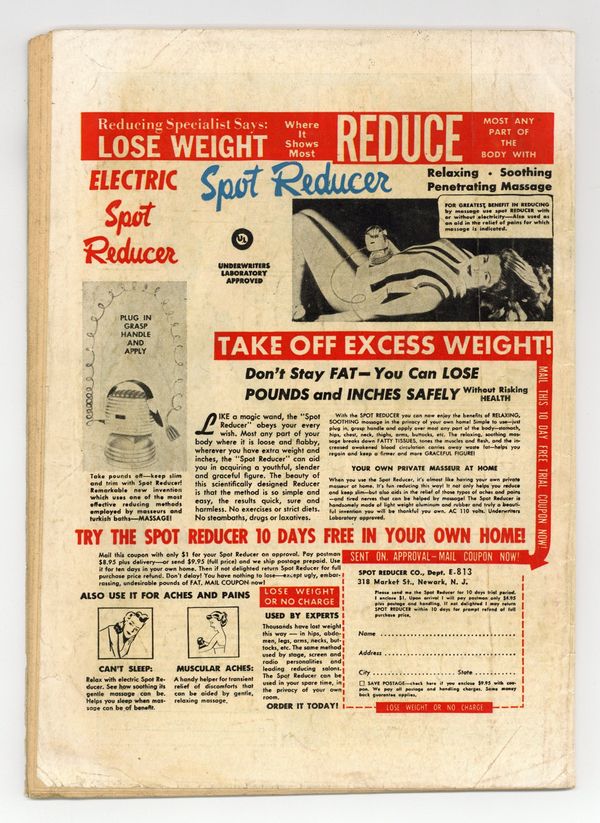 Reducing Specialist Says:
LOSE WEIGHT
Where
It
Shows
Most
REDUCE
MOST ANY
PART OF
THE
BODY WITH
ELECTRIC
Spot
Reducer
Spot Reducer
Relaxing • Soothing
Penetrating Massage
UL
UNDERWRITERS
LABORATORY
APPROVED
FOR GREATEST BENEFIT IN REDUCING
by massage use spot REDUCER with
or without electricity—Also used as
an aid in the relief of pains for which
massage is indicated.
PLUG IN
GRASP
HANDLE
AND
APPLY
Take pounds off—keep slim
and trim with Spot Reducer!
Remarkable new invention
which uses one of the most
effective reducing methods
employed by masseurs and
turkish baths—MASSAGE!
TAKE OFF EXCESS WEIGHT!
Don't Stay FAT—You Can LOSE
POUNDS and INCHES SAFELY
Without Risking
HEALTH
LIKE a magic wand, the "Spot
Reducer" obeys your every
wish. Most any part of your
body where it is loose and flabby,
wherever you have extra weight and
inches, the "Spot Reducer" can aid
you in acquiring a youthful, slender
and graceful figure. The beauty of
this scientifically designed Reducer
is that the method is so simple and
easy, the results quick, sure and
harmless. No exercises or strict diets.
No steambaths, drugs or laxatives.
With the SPOT REDUCER you can now enjoy the benefits of RELAXING,
SOOTHING massage in the privacy of your own home! Simple to use—just
plug in, grasp handle and apply over most any part of the body—stomach,
hips, chest, neck, thighs, arms, buttocks, etc. The relaxing, soothing mas-
sage breaks down FATTY TISSUES, tones the muscles and flesh, and the in-
creased awakened blood circulation carries away waste fat—helps you
regain and keep a firmer and more GRACEFUL FIGURE!
YOUR OWN PRIVATE MASSEUR AT HOME
When you use the Spot Reducer, it's almost like having your own private
masseur at home. It's fun reducing this way! It not only helps you reduce
and keep slim—but also aids in the relief of those types of aches and pains
—and tired nerves that can be helped by massage! The Spot Reducer is
handsomely made of light weight aluminum and rubber and truly a beauti-
ful invention you will be thankful you own. AC 110 volts. Underwriters
Laboratory approved.
MAIL THIS 10 DAY FREE TRIAL COUPON NOW!
TRY THE SPOT REDUCER 10 DAYS FREE IN YOUR OWN HOME!
Mail this coupon with only $1 for your Spot Reducer on approval. Pay postman
$8.95 plus delivery—or send $9.95 (full price) and we ship postage prepaid. Use
it for ten days in your own home. Then if not delighted return Spot Reducer for full
purchase price refund. Don't delay! You have nothing to lose—except ugly, embar-
rassing, undesirable pounds of FAT. MAIL COUPON now!
ALSO USE IT FOR ACHES AND PAINS
CAN'T SLEEP:
Relax with electric Spot Re-
ducer. See how soothing its
gentle massage can be.
Helps you sleep when mas-
sage can be of benefit.
MUSCULAR ACHES:
A handy helper for transient
relief of discomforts that
can be aided by gentle,
relaxing massage.
LOSE WEIGHT
OR NO CHARGE
USED BY EXPERTS
Thousands have lost weight
this way — in hips, abdo-
men, legs, arms, necks, but-
tocks, etc. The same method
used by stage, screen and
radio personalities and
leading reducing salons.
The Spot Reducer can be
used in your spare time, in
the privacy of your own
room.
ORDER IT TODAY!
SENT ON APPROVAL—MAIL COUPON NOW!
SPOT REDUCER CO., Dept. E-813
318 Market St., Newark, N. J.
Please send me the Spot Reducer for 10 days trial period.
I enclose $1. Upon arrival I will pay postman only $8.95
plus postage and handling. If not delighted I may return
SPOT REDUCER within 10 days for prompt refund of full
purchase price.
Name
Address
City State
SAVE POSTAGE—check here if you enclose $9.95 with cou-
pon. We pay all postage and handling charges. Same money
back guarantee applies.
LOSE WEIGHT OR NO CHARGE